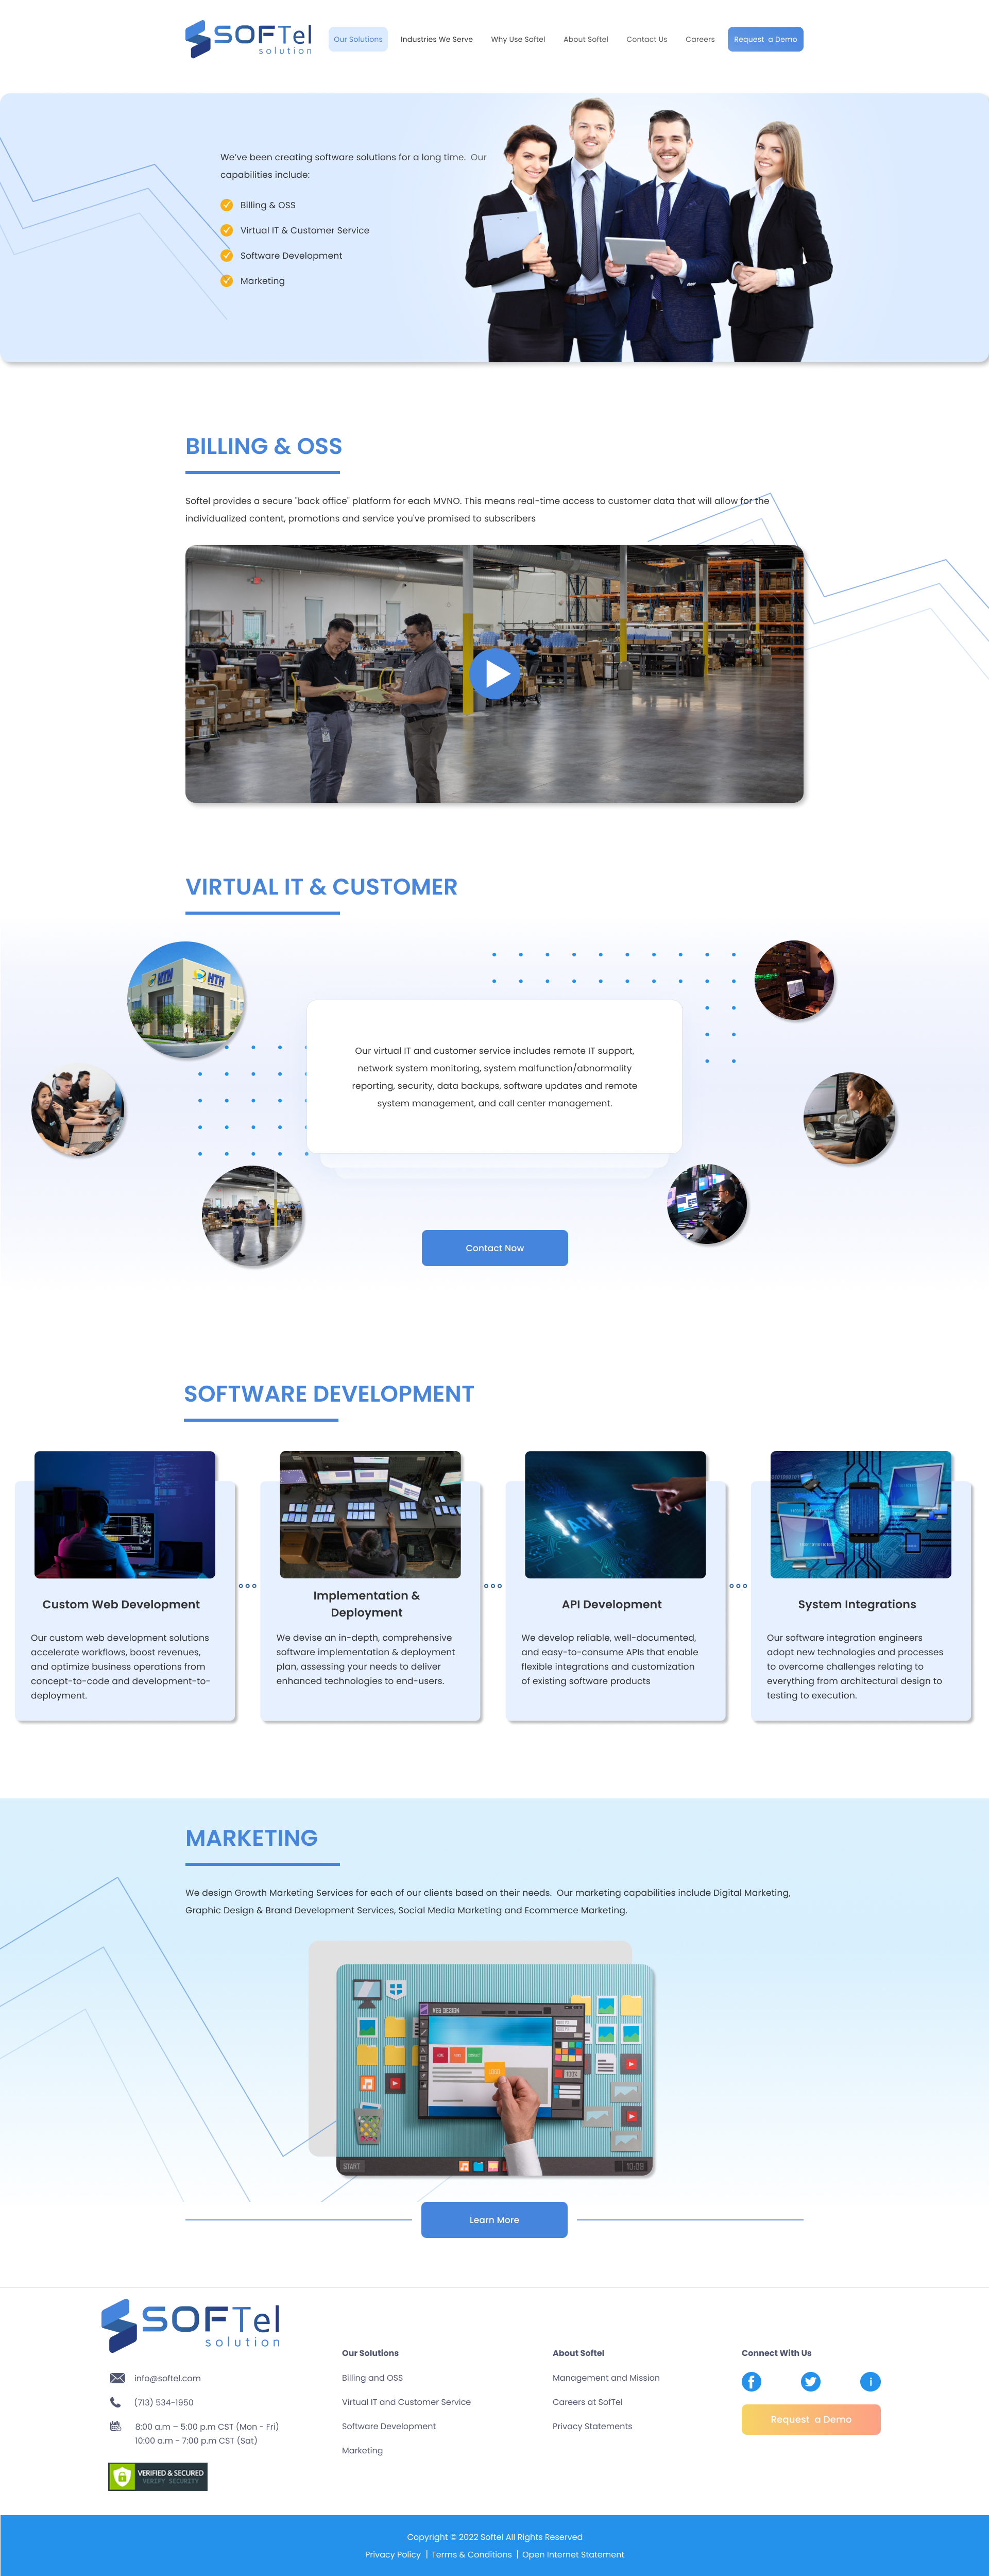 SOFTel
solution
Our Solutions
Industries We Serve
Why Use Softel
About Softel
Contact Us
Careers
Request a Demo
We've been creating software solutions for a long time. Our
capabilities include:
Billing & OSS
Virtual IT & Customer Service
Software Development
Marketing
BILLING & OSS
Softel provides a secure "back office" platform for each MVNO. This means real-time access to customer data that will allow for the
individualized content, promotions and service you've promised to subscribers
VIRTUAL IT & CUSTOMER
HTH
HTH
Our virtual IT and customer service includes remote IT support,
network system monitoring, system malfunction/abnormality
reporting, security, data backups, software updates and remote
system management, and call center management.
Contact Now
SOFTWARE DEVELOPMENT
Custom Web Development
Our custom web development solutions
accelerate workflows, boost revenues,
and optimize business operations from
concept-to-code and development-to-
deployment.
Implementation &
Deployment
We devise an in-depth, comprehensive
software implementation & deployment
plan, assessing your needs to deliver
enhanced technologies to end-users.
API
API Development
We develop reliable, well-documented,
and easy-to-consume APIs that enable
flexible integrations and customization
of existing software products
System Integrations
Our software integration engineers
adopt new technologies and processes
to overcome challenges relating to
everything from architectural design to
testing to execution.
MARKETING
We design Growth Marketing Services for each of our clients based on their needs. Our marketing capabilities include Digital Marketing,
Graphic Design & Brand Development Services, Social Media Marketing and Ecommerce Marketing.
WEB DESIGN
LOGO
START
10:09
Learn More
SOFTel
solution
info@softel.com
(713) 534-1950
8:00 a.m – 5:00 p.m CST (Mon - Fri)
10:00 a.m - 7:00 p.m CST (Sat)
VERIFIED & SECURED
VERIFY SECURITY
Our Solutions
Billing and OSS
Virtual IT and Customer Service
Software Development
Marketing
About Softel
Management and Mission
Careers at SofTel
Privacy Statements
Connect With Us
Request a Demo
Copyright © 2022 Softel All Rights Reserved
Privacy Policy | Terms & Conditions | Open Internet Statement